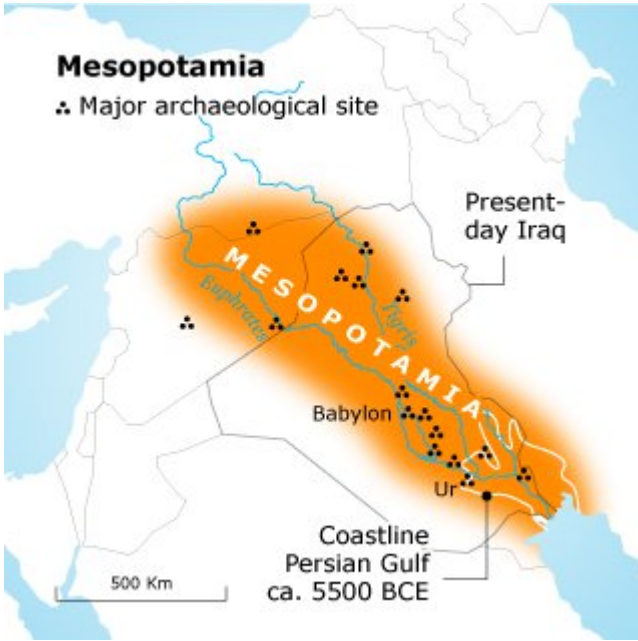 Mesopotamia
Major archaeological site
Present-
day Iraq
MESOPOTAMIA
Euphrates
Tigris
Babylon
Ur
Coastline
Persian Gulf
ca. 5500 BCE
500 Km